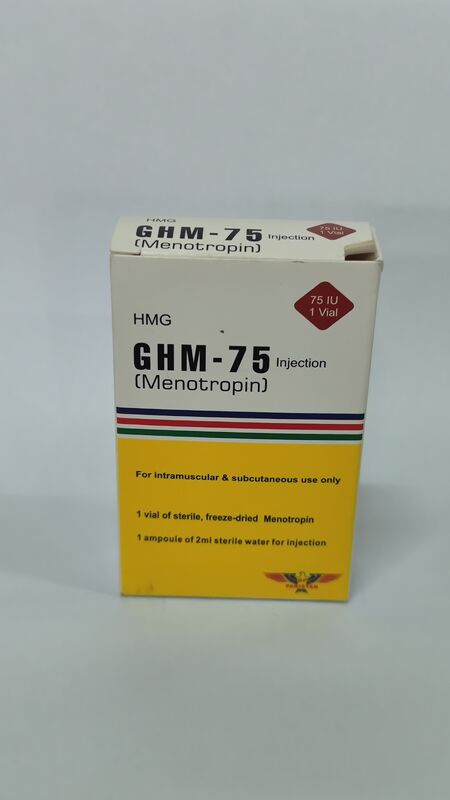 HMG
GHM-75 Injection
(Menotropin)
75 IU
1 Vial
HMG
75 IU
1 Vial
GHM-75 Injection
(Menotropin)
For intramuscular & subcutaneous use only
1 vial of sterile, freeze-dried Menotropin
1 ampoule of 2ml sterile water for injection